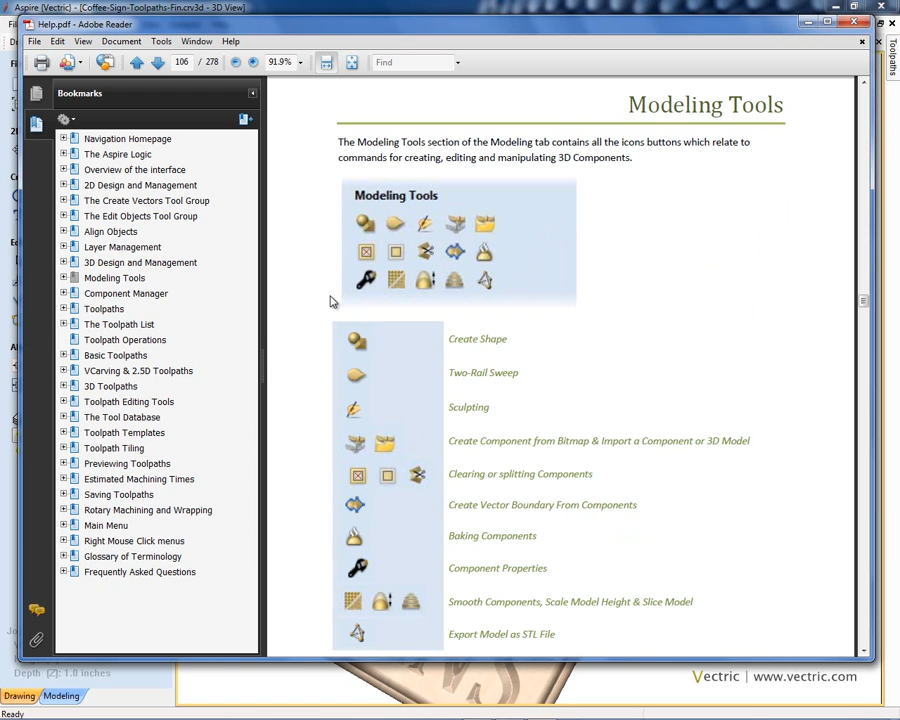 Aspire (Vectric) - [Coffee-Sign-Toolpaths-Fin.crv3d - 3D View]
Help.pdf - Adobe Reader
File Edit View Document Tools Window Help
106 / 278 91.9% Find
Toolpaths
Bookmarks
Navigation Homepage
The Aspire Logic
Overview of the interface
2D Design and Management
The Create Vectors Tool Group
The Edit Objects Tool Group
Align Objects
Layer Management
3D Design and Management
Modeling Tools
Component Manager
Toolpaths
The Toolpath List
Toolpath Operations
Basic Toolpaths
VCarving & 2.5D Toolpaths
3D Toolpaths
Toolpath Editing Tools
The Tool Database
Toolpath Templates
Toolpath Tiling
Previewing Toolpaths
Estimated Machining Times
Saving Toolpaths
Rotary Machining and Wrapping
Main Menu
Right Mouse Click menus
Glossary of Terminology
Frequently Asked Questions
Modeling Tools
The Modeling Tools section of the Modeling tab contains all the icons buttons which relate to
commands for creating, editing and manipulating 3D Components.
Modeling Tools
Create Shape
Two-Rail Sweep
Sculpting
Create Component from Bitmap & Import a Component or 3D Model
Clearing or splitting Components
Create Vector Boundary From Components
Baking Components
Component Properties
Smooth Components, Scale Model Height & Slice Model
Export Model as STL File
Depth (Z): 1.0 inches
Vectric | www.vectric.com
Drawing Modeling
Ready